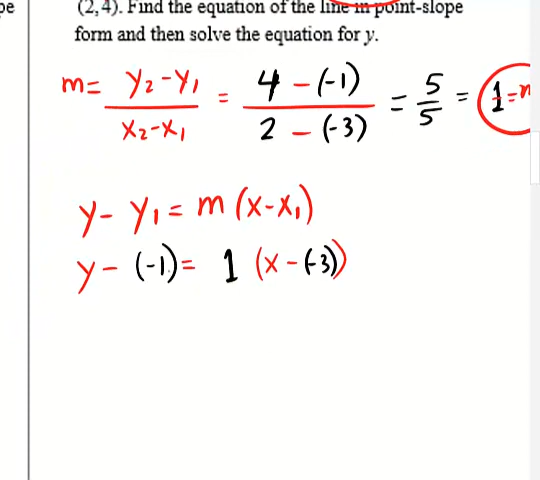 (2,4). Find the equation of the line in point-slope
form and then solve the equation for y.
m= y₂-y₁/x₂-x₁ = 4-(-1)/2-(-3) = 5/5 = 1=m
y-y₁=m(x-x₁)
y-(-1)= 1 (x-(-3))